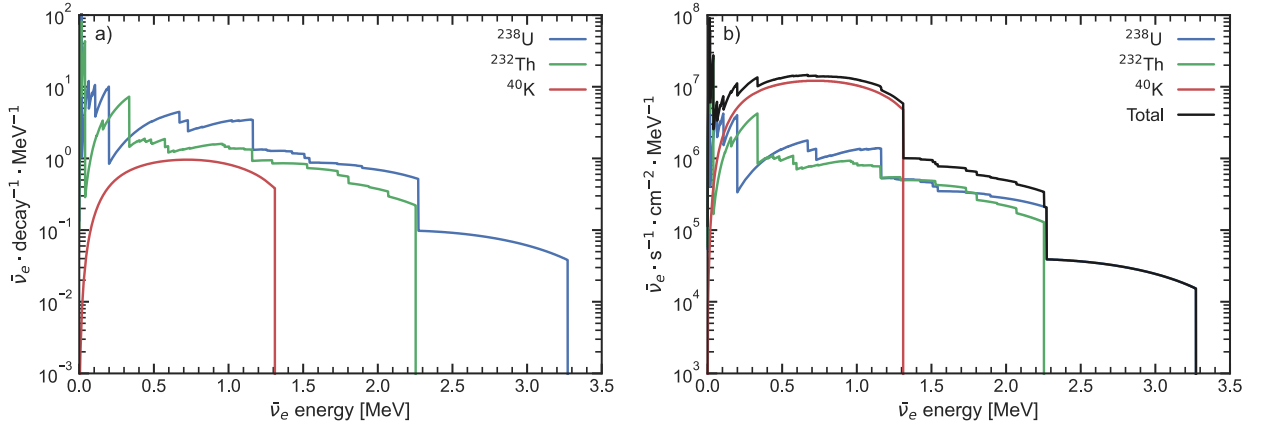 a)
²³⁸U
²³²Th
⁴⁰K
10²
10¹
10⁰
10⁻¹
10⁻²
10⁻³
ν̄ₑ · decay⁻¹ · MeV⁻¹
0.0 0.5 1.0 1.5 2.0 2.5 3.0 3.5
ν̄ₑ energy [MeV]
b)
²³⁸U
²³²Th
⁴⁰K
Total
10⁸
10⁷
10⁶
10⁵
10⁴
10³
ν̄ₑ · s⁻¹ · cm⁻² · MeV⁻¹
0.0 0.5 1.0 1.5 2.0 2.5 3.0 3.5
ν̄ₑ energy [MeV]